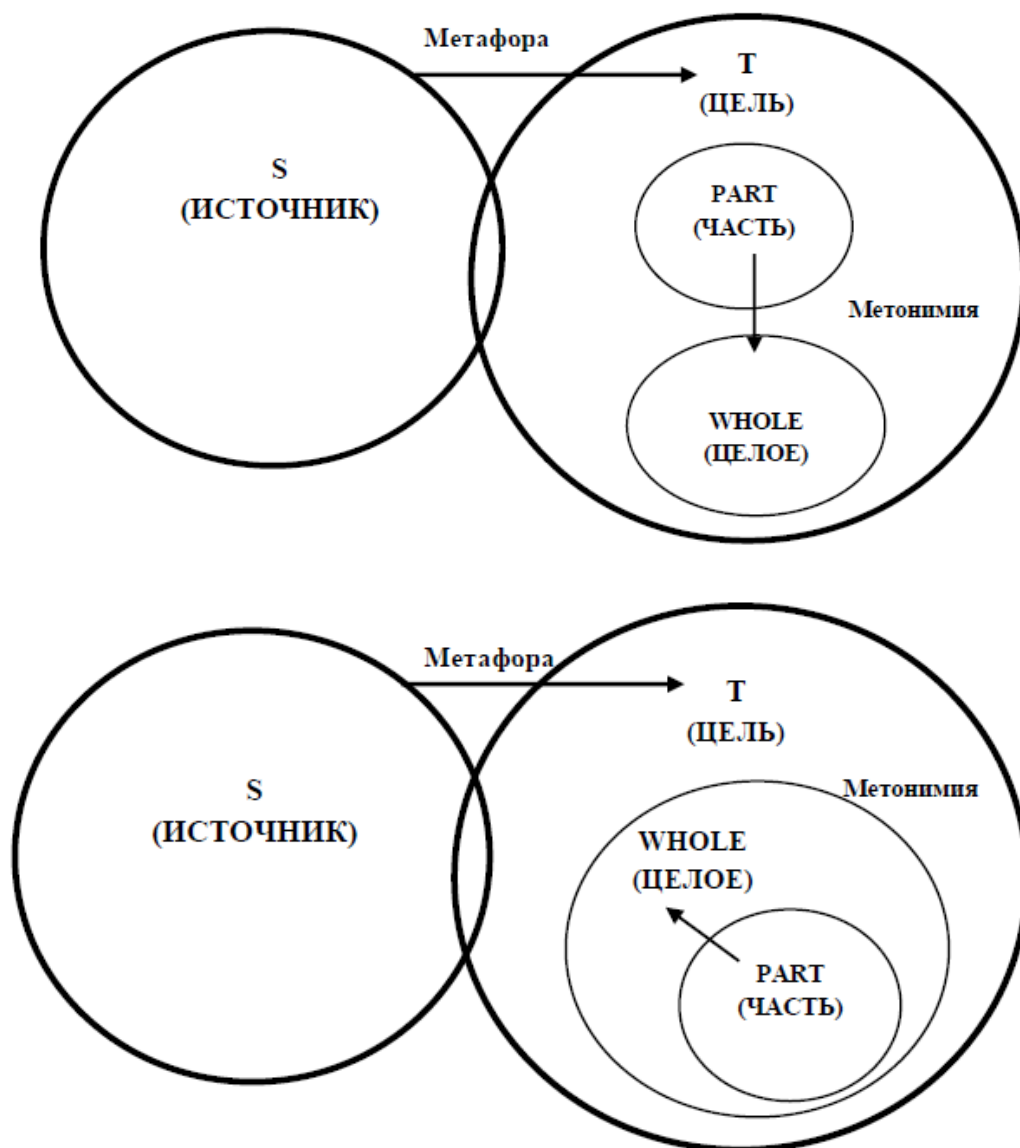 Метафора
T
(ЦЕЛЬ)
S
(ИСТОЧНИК)
PART
(ЧАСТЬ)
Метонимия
WHOLE
(ЦЕЛОЕ)
Метафора
T
(ЦЕЛЬ)
S
(ИСТОЧНИК)
Метонимия
WHOLE
(ЦЕЛОЕ)
PART
(ЧАСТЬ)